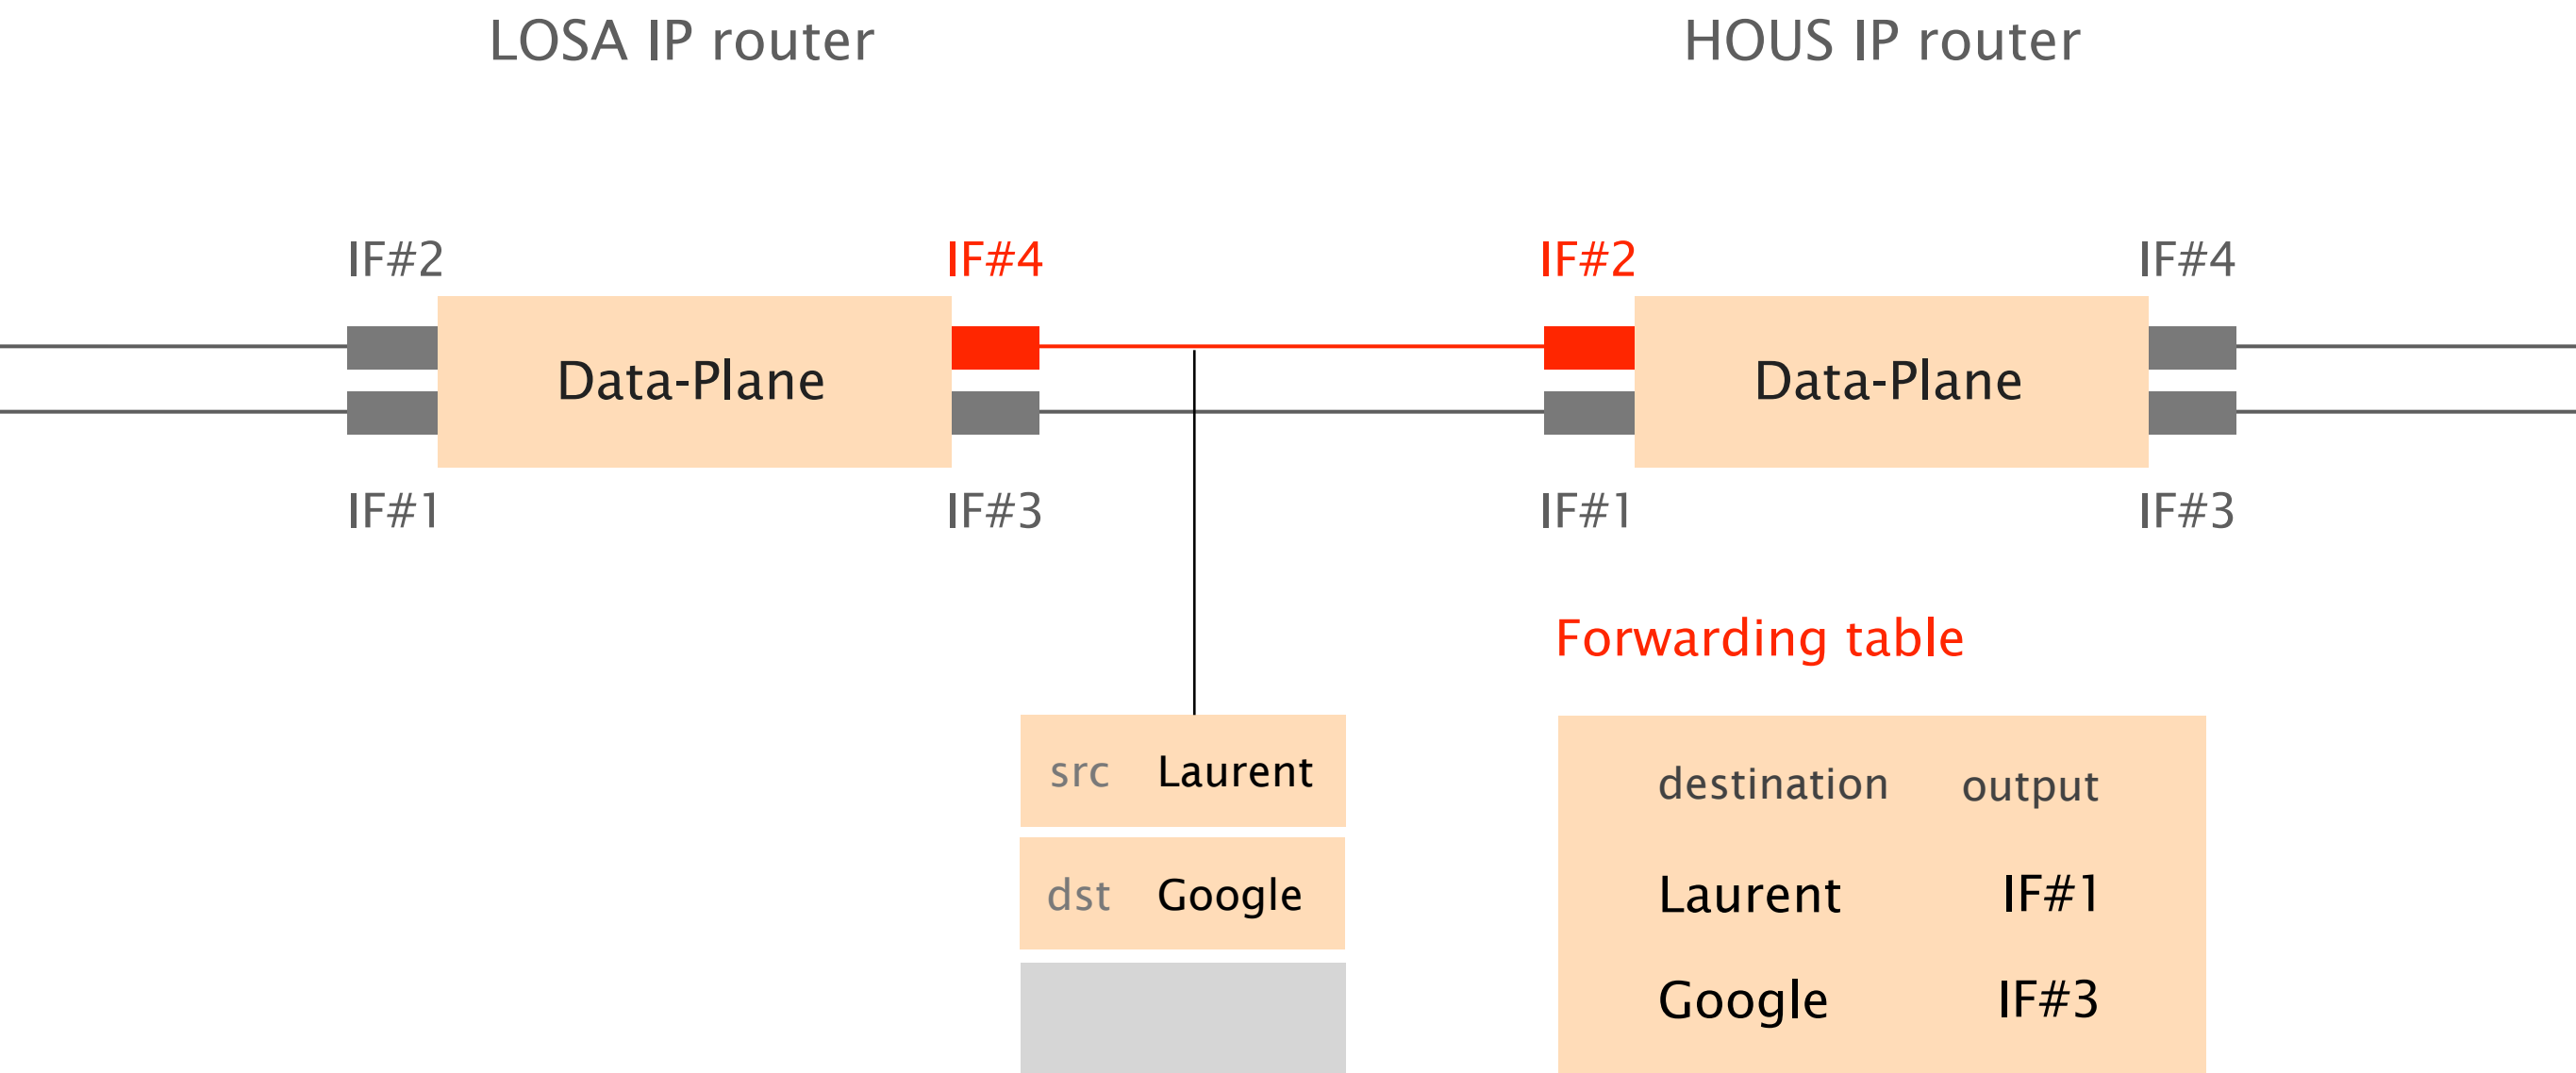 LOSA IP router
HOUS IP router
IF#2
IF#4
IF#2
IF#4
Data-Plane
Data-Plane
IF#1
IF#3
IF#1
IF#3
Forwarding table
src Laurent
dst Google
destination output
Laurent IF#1
Google IF#3